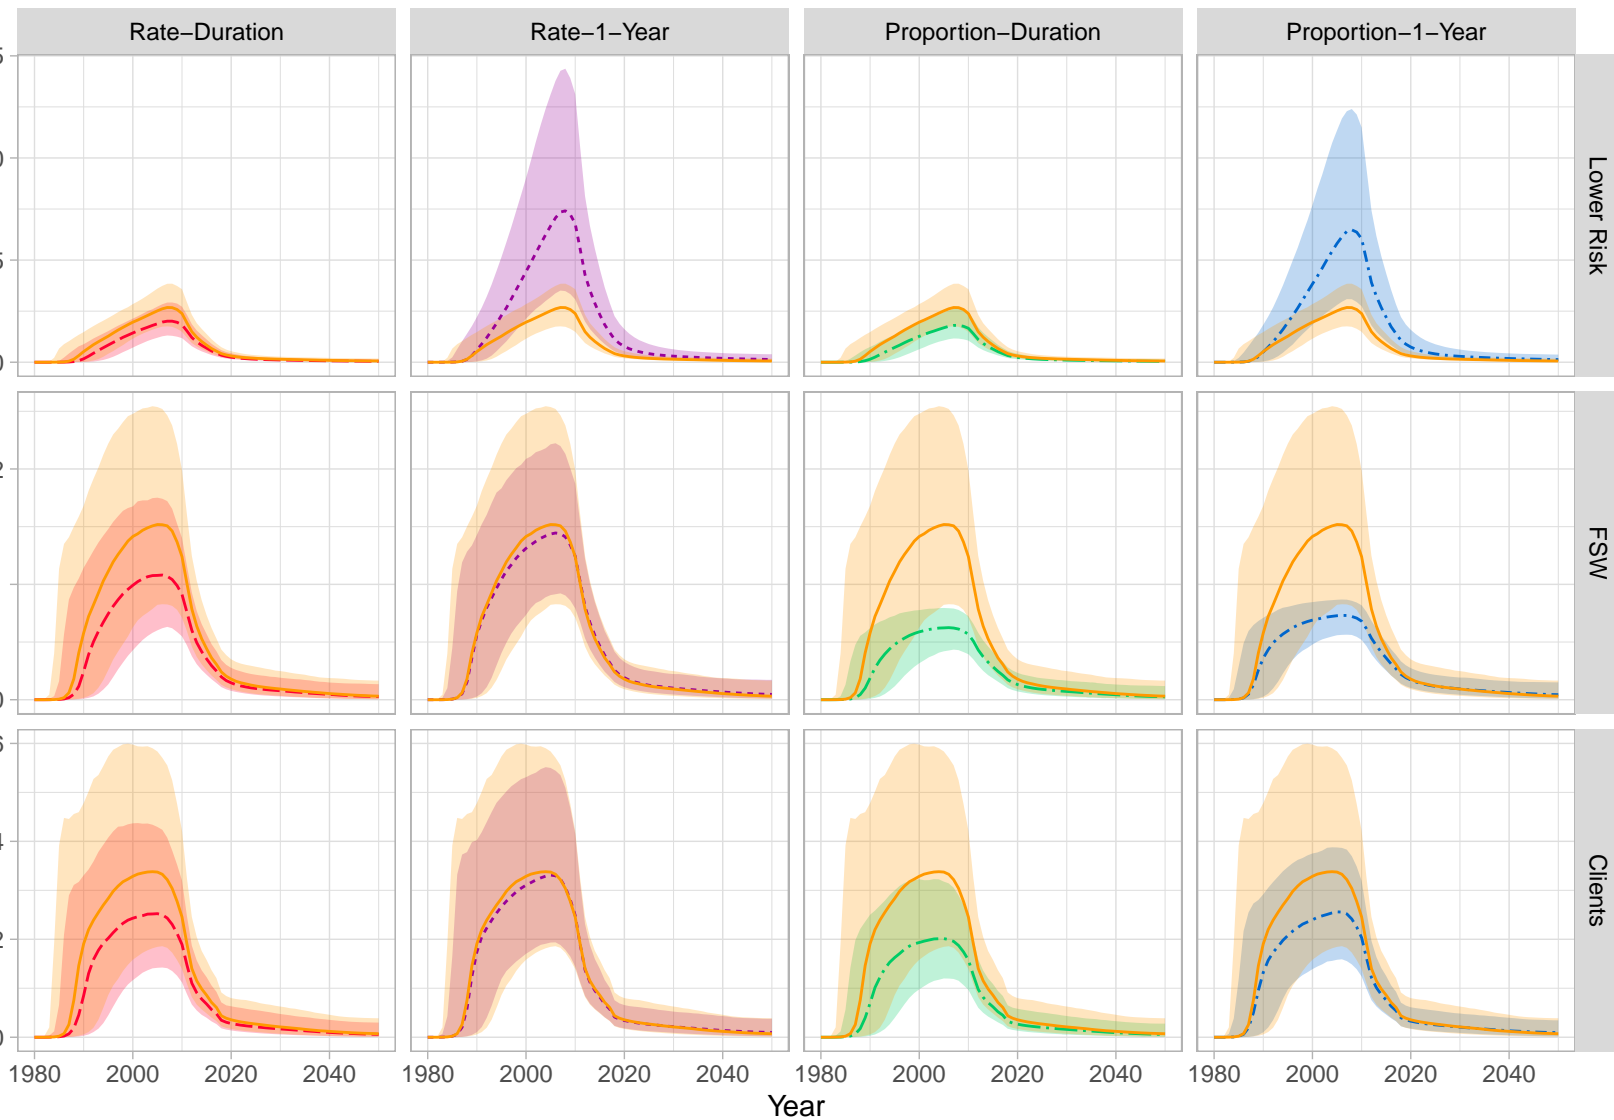 Rate–Duration Rate–1–Year Proportion–Duration Proportion–1–Year
Lower Risk
FSW
Clients
1980 2000 2020 2040 1980 2000 2020 2040 1980 2000 2020 2040 1980 2000 2020 2040
Year